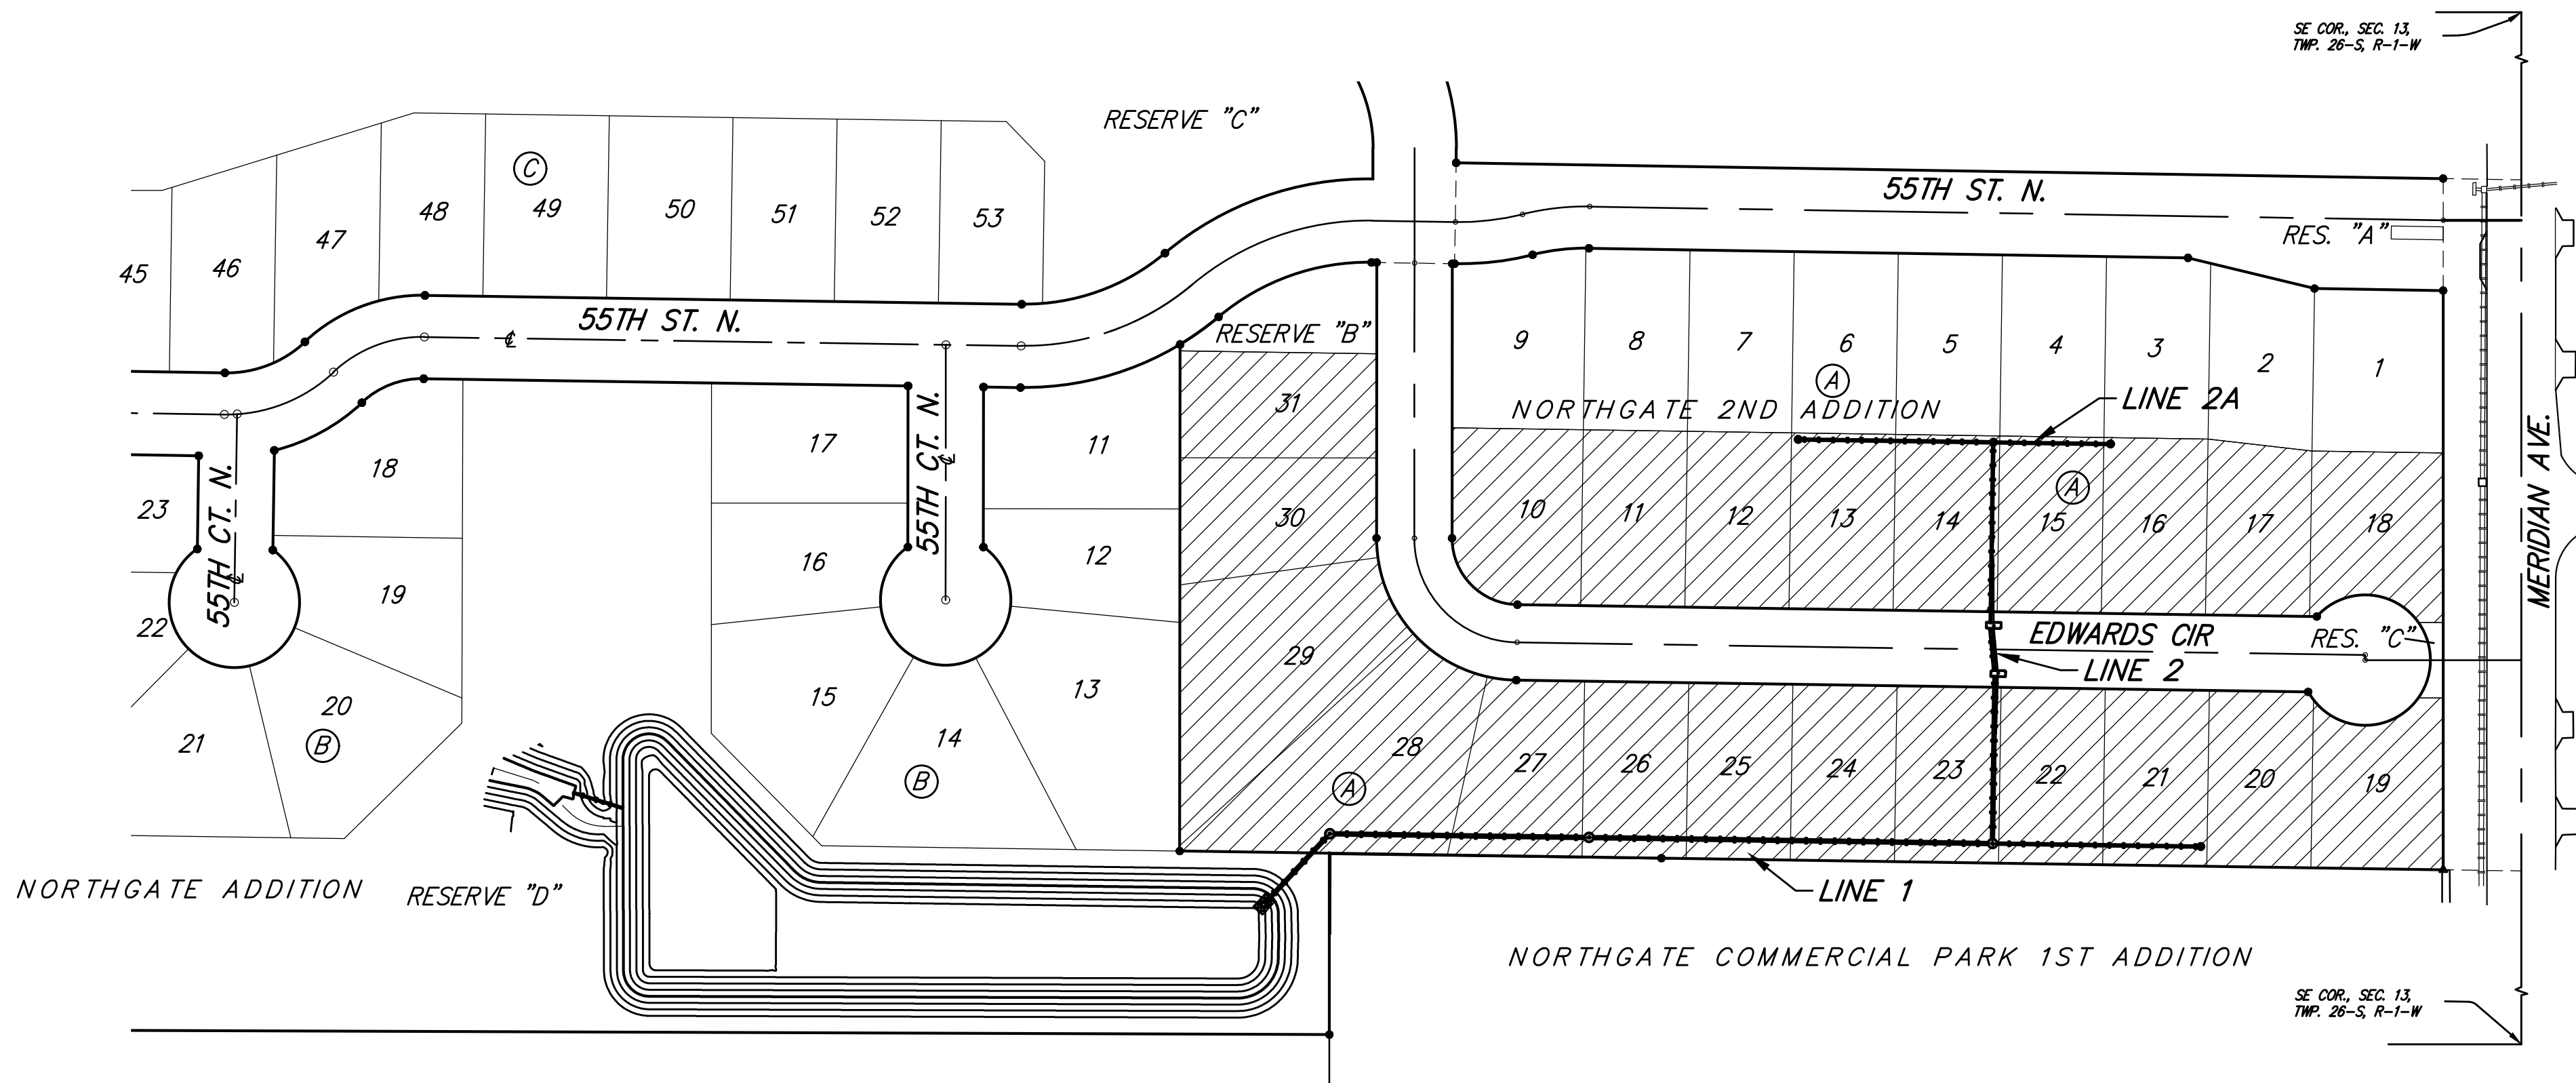 SE COR., SEC. 13,
TWP. 26-S, R-1-W
RESERVE "C"
C
55TH ST. N.
45
46
47
48
49
50
51
52
53
RES. "A"
55TH ST. N.
RESERVE "B"
9
8
7
6
5
4
3
2
1
A
LINE 2A
NORTHGATE 2ND ADDITION
31
17
11
18
55TH CT. N.
55TH CT. N.
MERIDIAN AVE.
23
30
10
11
12
13
14
15
16
17
18
A
16
12
19
22
29
EDWARDS CIR
RES. "C"
LINE 2
20
15
13
21
B
14
B
28
27
26
25
24
23
22
21
20
19
A
NORTHGATE ADDITION
RESERVE "D"
LINE 1
NORTHGATE COMMERCIAL PARK 1ST ADDITION
SE COR., SEC. 13,
TWP. 26-S, R-1-W